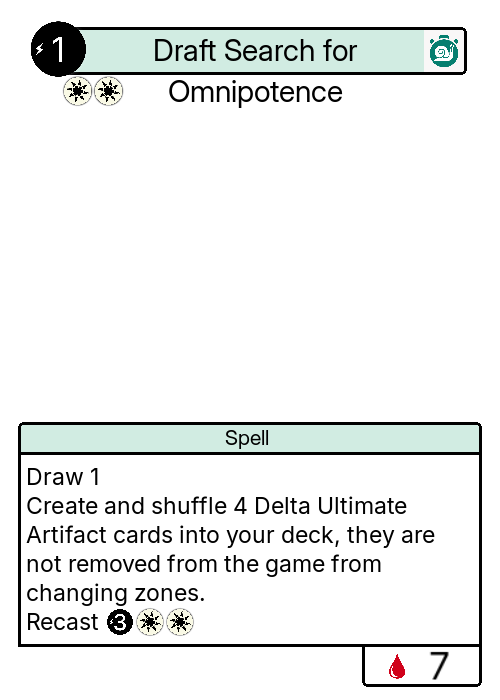 1
Draft Search for
Omnipotence
Spell
Draw 1
Create and shuffle 4 Delta Ultimate
Artifact cards into your deck, they are
not removed from the game from
changing zones.
Recast 3
7